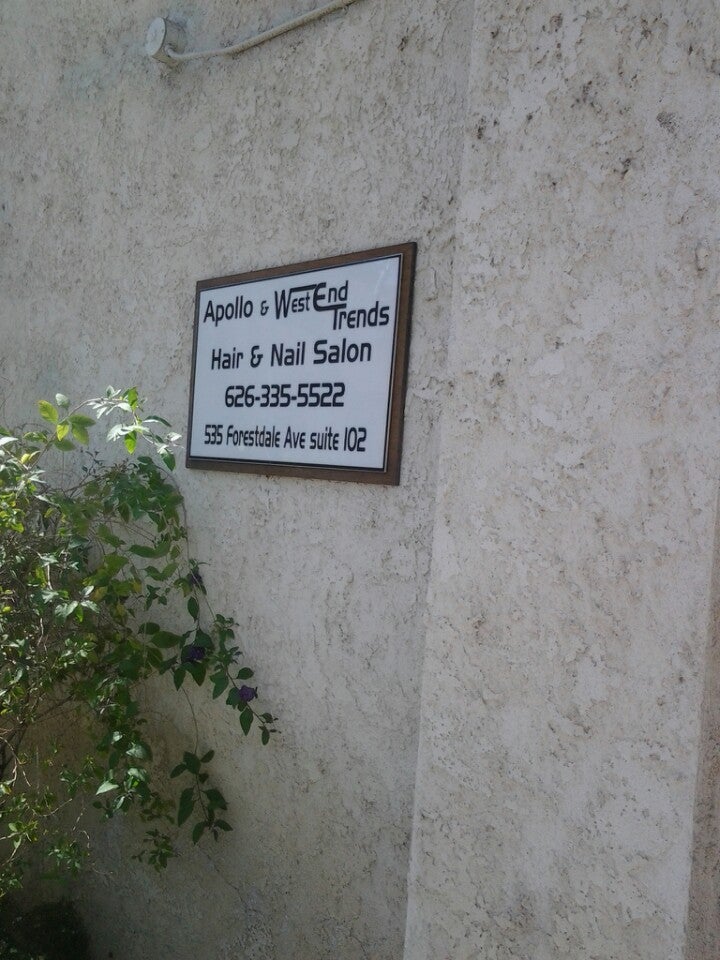 Apollo & West End Trends
Hair & Nail Salon
626-335-5522
535 Forestdale Ave suite 102